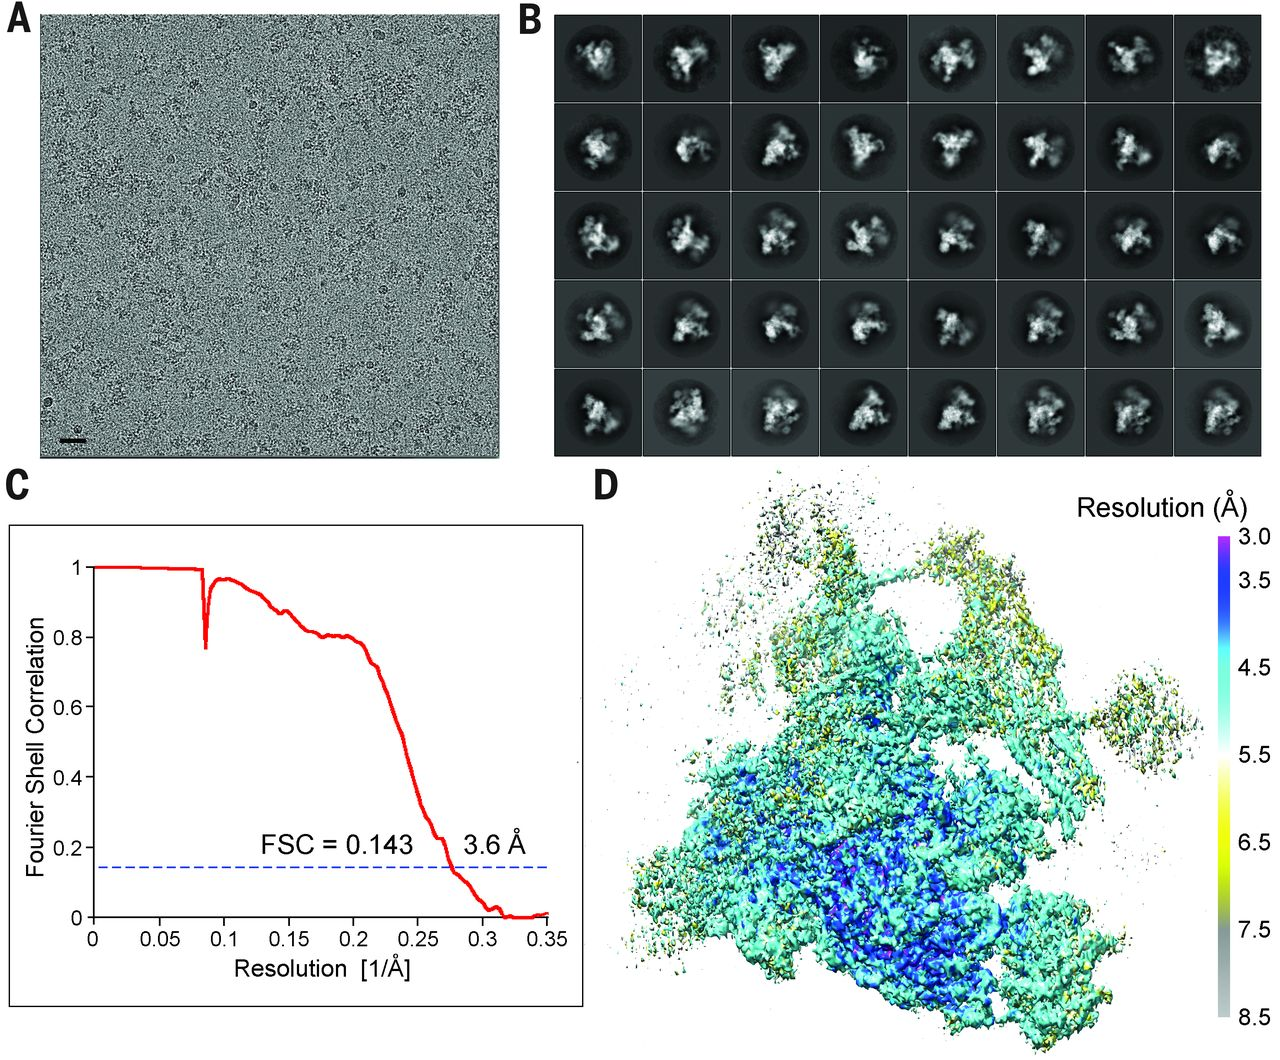 A
B
C
Fourier Shell Correlation
1
0.8
0.6
0.4
0.2
0
FSC = 0.143
3.6 Å
0
0.05
0.1
0.15
0.2
0.25
0.3
0.35
Resolution [1/Å]
D
Resolution (Å)
3.0
3.5
4.5
5.5
6.5
7.5
8.5